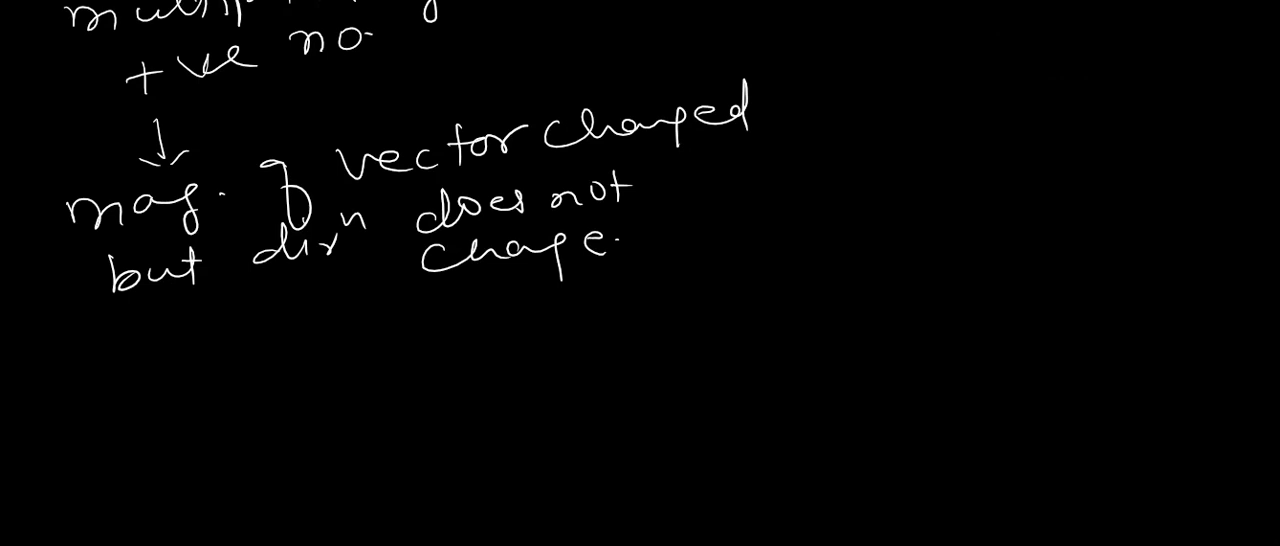 +ve no.
↓
mag. of vector changed
but dirn does not
change.